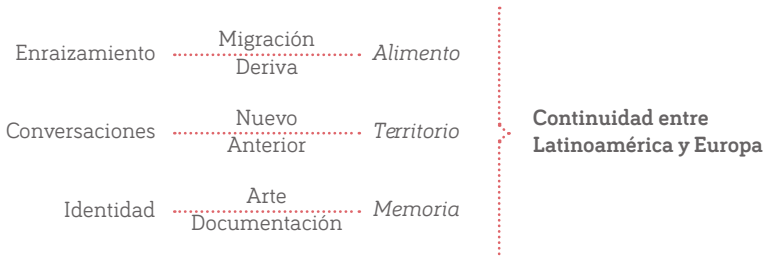 Migración
Enraizamiento Alimento
Deriva
Nuevo
Conversaciones Territorio
Anterior
Arte
Identidad Memoria
Documentación
Continuidad entre
Latinoamérica y Europa